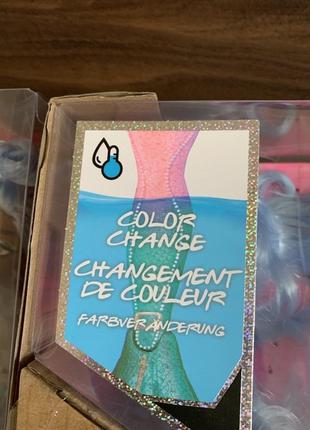 COLOR
CHANGE
CHANGEMENT
DE COULEUR
FARBVERÄNDERUNG